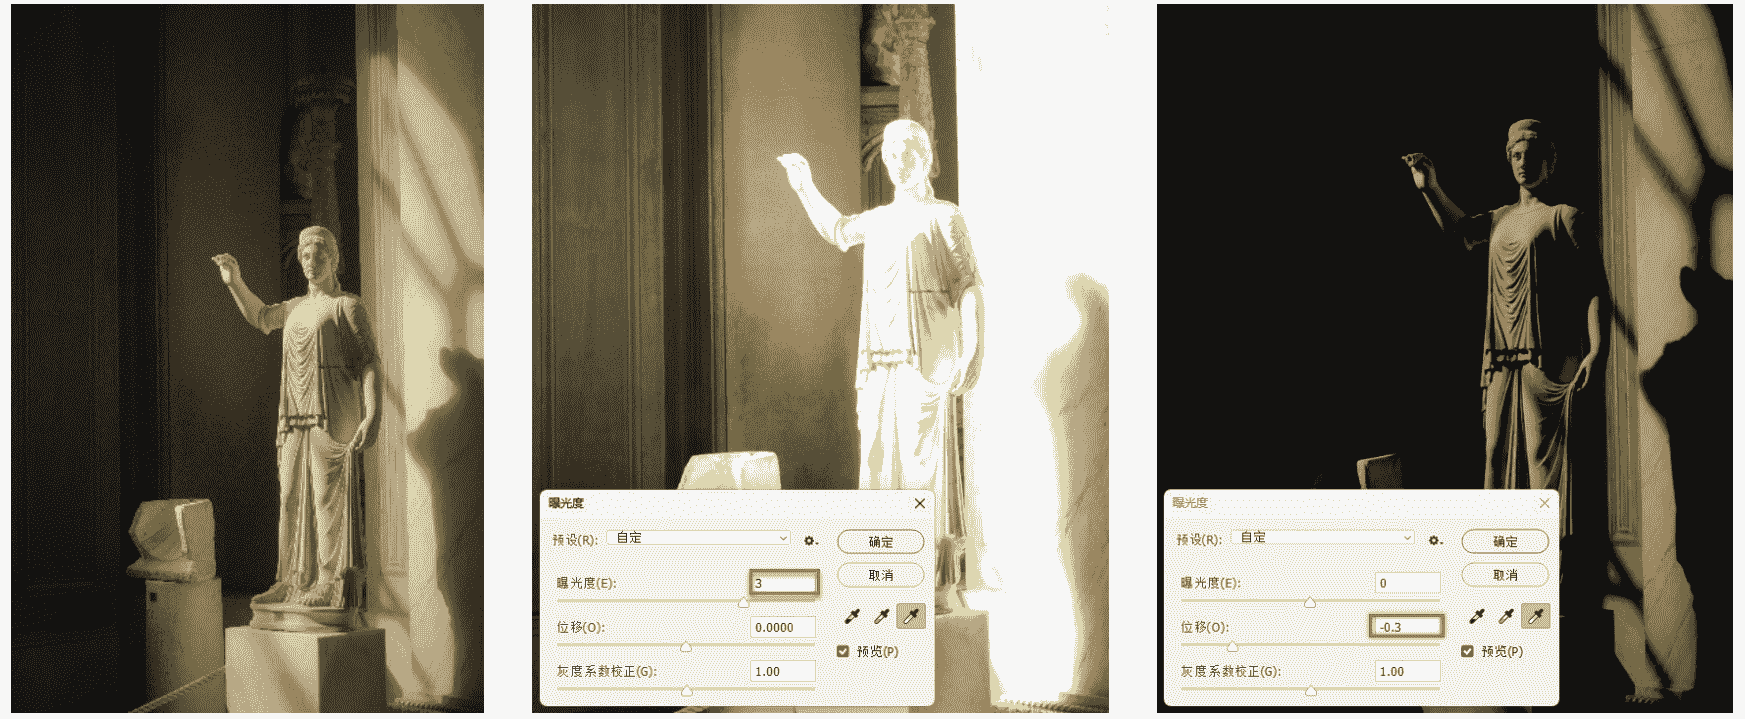 曝光度
预设(R):
自定
确定
取消
曝光度(E):
3
位移(O):
0.0000
预览(P)
灰度系数校正(G):
1.00
曝光度
预设(R):
自定
确定
取消
曝光度(E):
0
位移(O):
-0.3
预览(P)
灰度系数校正(G):
1.00